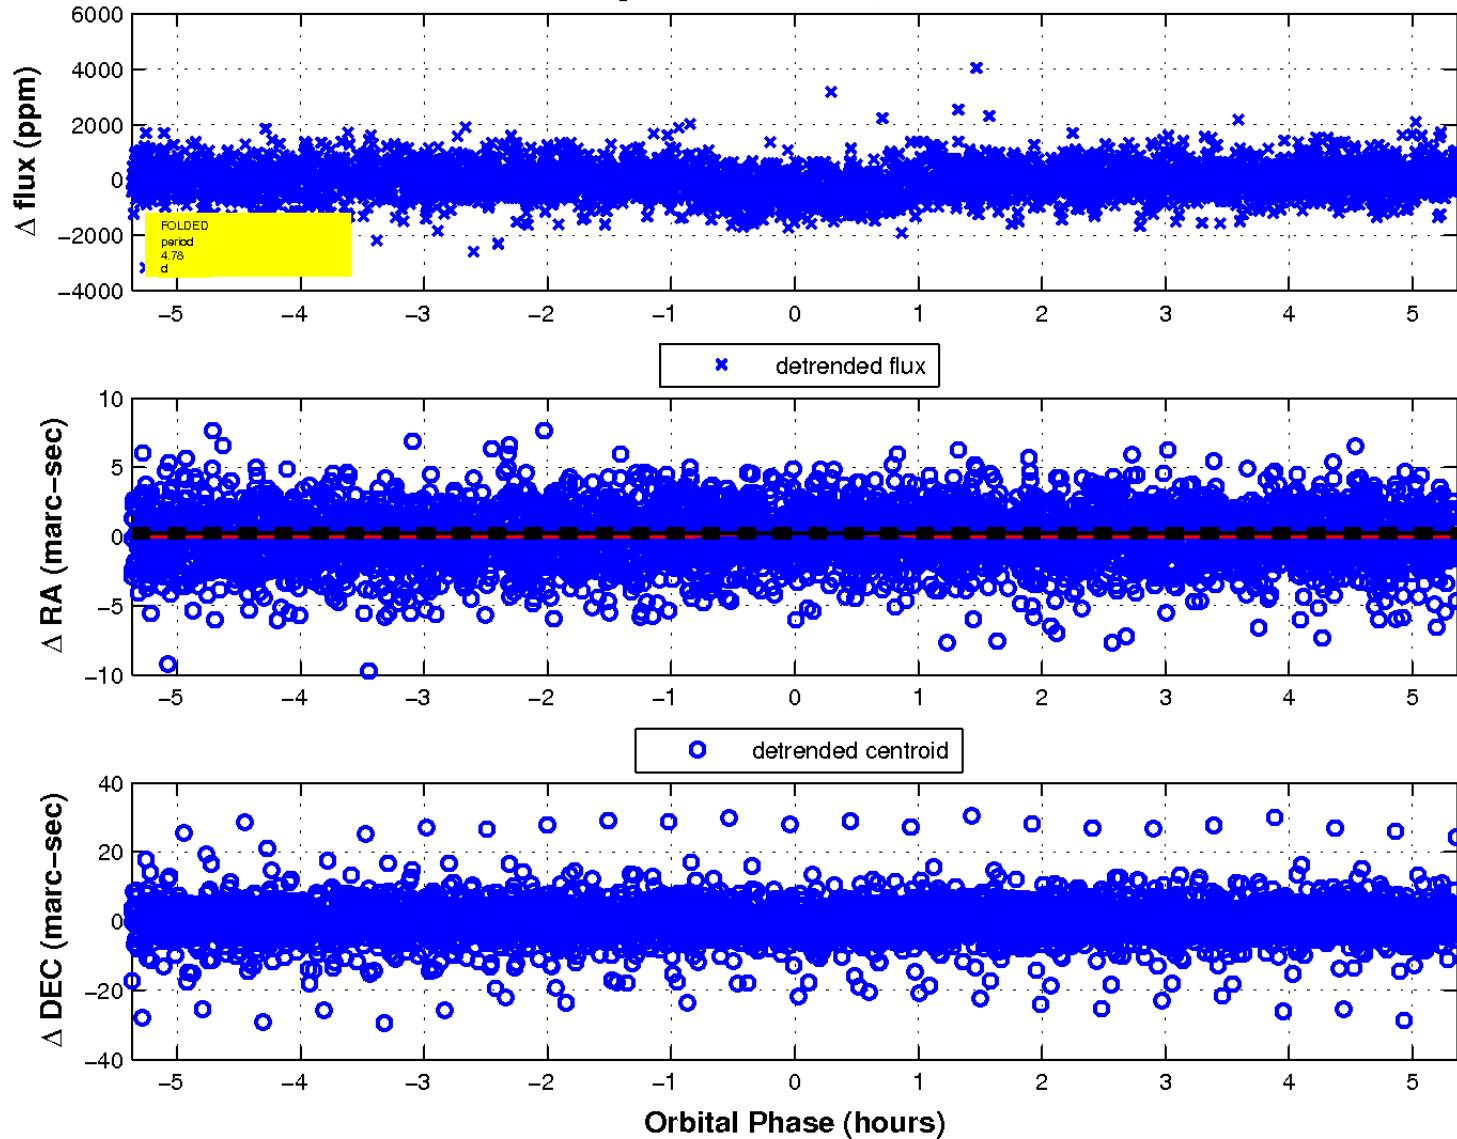 6000
4000
2000
0
−2000
−4000
Δ flux (ppm)
FOLDED
period
4.78
d
−5 −4 −3 −2 −1 0 1 2 3 4 5
detrended flux
10
5
0
−5
−10
Δ RA (marc−sec)
−5 −4 −3 −2 −1 0 1 2 3 4 5
detrended centroid
40
20
0
−20
−40
Δ DEC (marc−sec)
−5 −4 −3 −2 −1 0 1 2 3 4 5
Orbital Phase (hours)